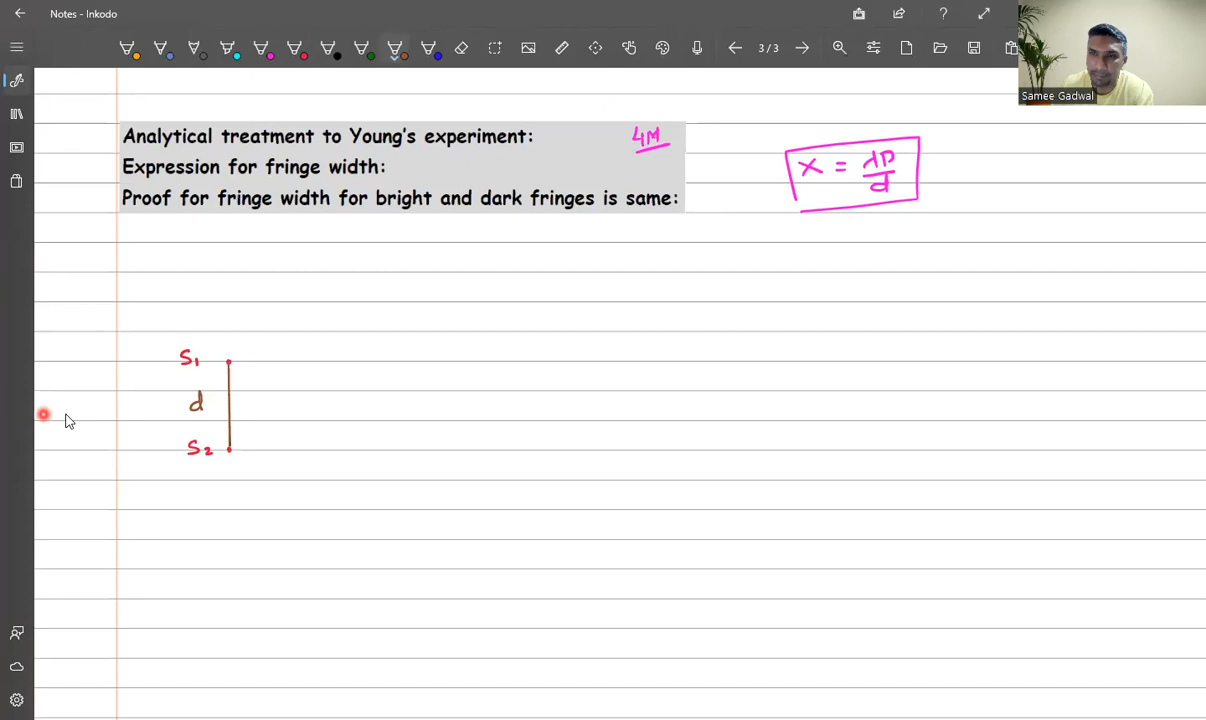 Notes - Inkodo
3 / 3
Samee Gadwal
Analytical treatment to Young's experiment: 4M
Expression for fringe width:
Proof for fringe width for bright and dark fringes is same:
X = λD/d
S₁
d
S₂